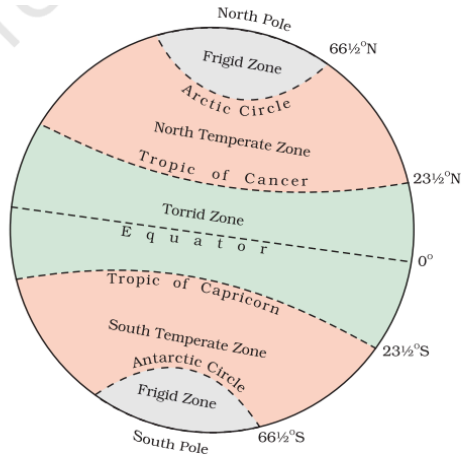 North Pole
66½°N
Frigid Zone
Arctic Circle
North Temperate Zone
Tropic of Cancer
23½°N
Torrid Zone
Equator
0°
Tropic of Capricorn
South Temperate Zone
23½°S
Antarctic Circle
Frigid Zone
66½°S
South Pole